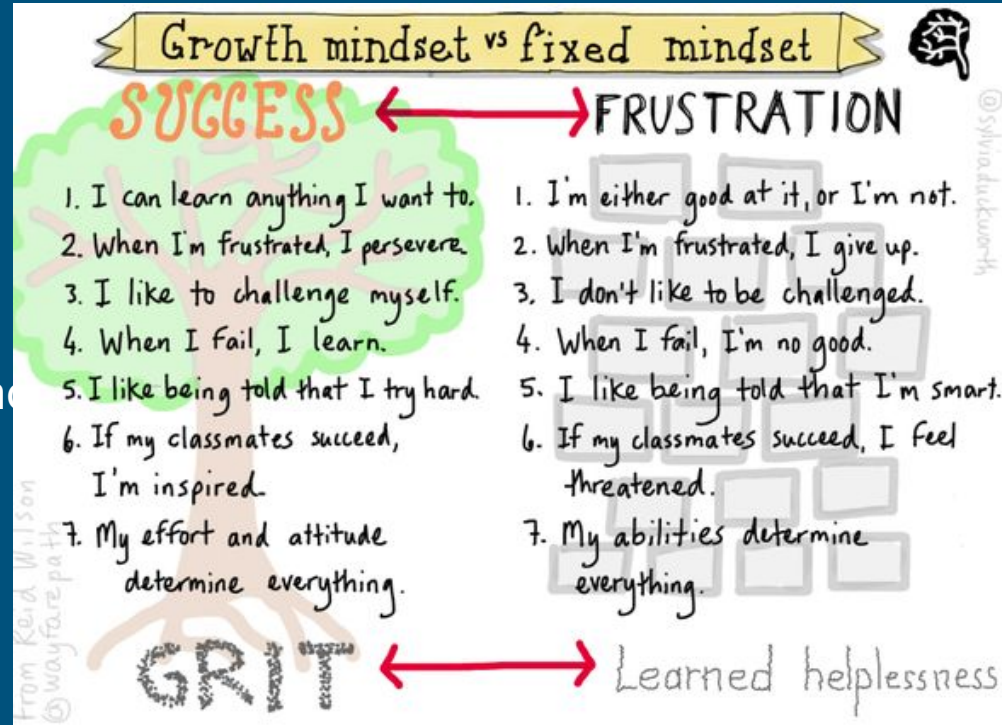 Growth mindset vs fixed mindset
SUCCESS
FRUSTRATION
1. I can learn anything I want to.
2. When I'm frustrated, I persevere.
3. I like to challenge myself.
4. When I fail, I learn.
5. I like being told that I try hard.
6. If my classmates succeed,
I'm inspired.
7. My effort and attitude
determine everything.
1. I'm either good at it, or I'm not.
2. When I'm frustrated, I give up.
3. I don't like to be challenged.
4. When I fail, I'm no good.
5. I like being told that I'm smart.
6. If my classmates succeed, I feel
threatened.
7. My abilities determine
everything.
GRIT
Learned helplessness
From Reid Wilson
@wayfarepath
@sylviaduckworth